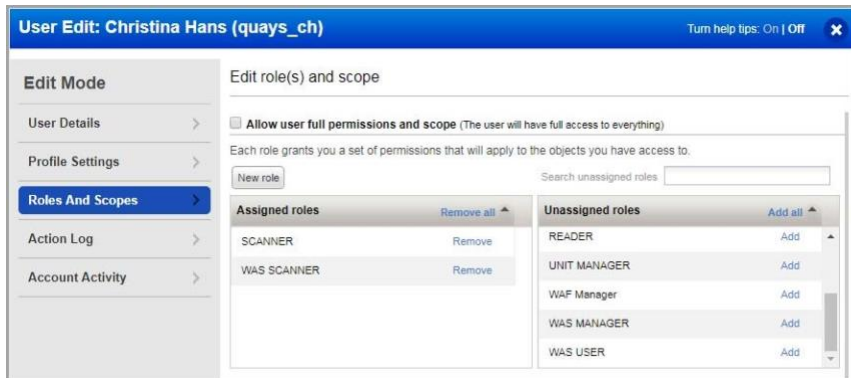 User Edit: Christina Hans (quays_ch)
Turn help tips: On | Off
Edit Mode
User Details
Profile Settings
Roles And Scopes
Action Log
Account Activity
Edit role(s) and scope
Allow user full permissions and scope (The user will have full access to everything)
Each role grants you a set of permissions that will apply to the objects you have access to.
New role
Search unassigned roles
Assigned roles Remove all
SCANNER Remove
WAS SCANNER Remove
Unassigned roles Add all
READER Add
UNIT MANAGER Add
WAF Manager Add
WAS MANAGER Add
WAS USER Add